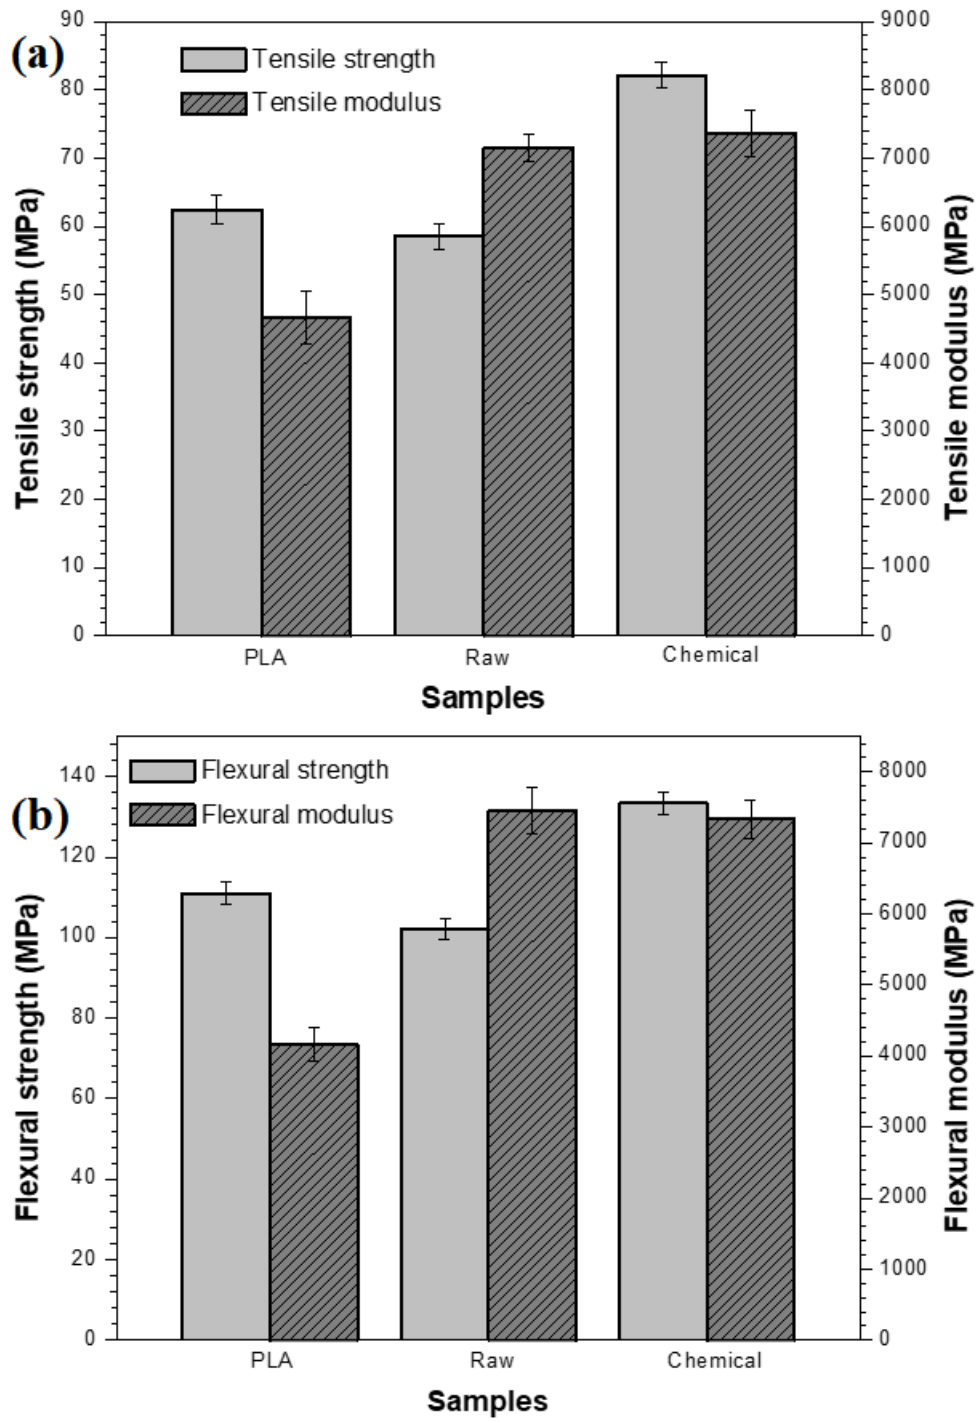 (a)
Tensile strength
Tensile modulus
90
80
70
60
50
40
30
20
10
0
Tensile strength (MPa)
9000
8000
7000
6000
5000
4000
3000
2000
1000
0
Tensile modulus (MPa)
PLA Raw Chemical
Samples
(b)
Flexural strength
Flexural modulus
140
120
100
80
60
40
20
0
Flexural strength (MPa)
8000
7000
6000
5000
4000
3000
2000
1000
0
Flexural modulus (MPa)
PLA Raw Chemical
Samples